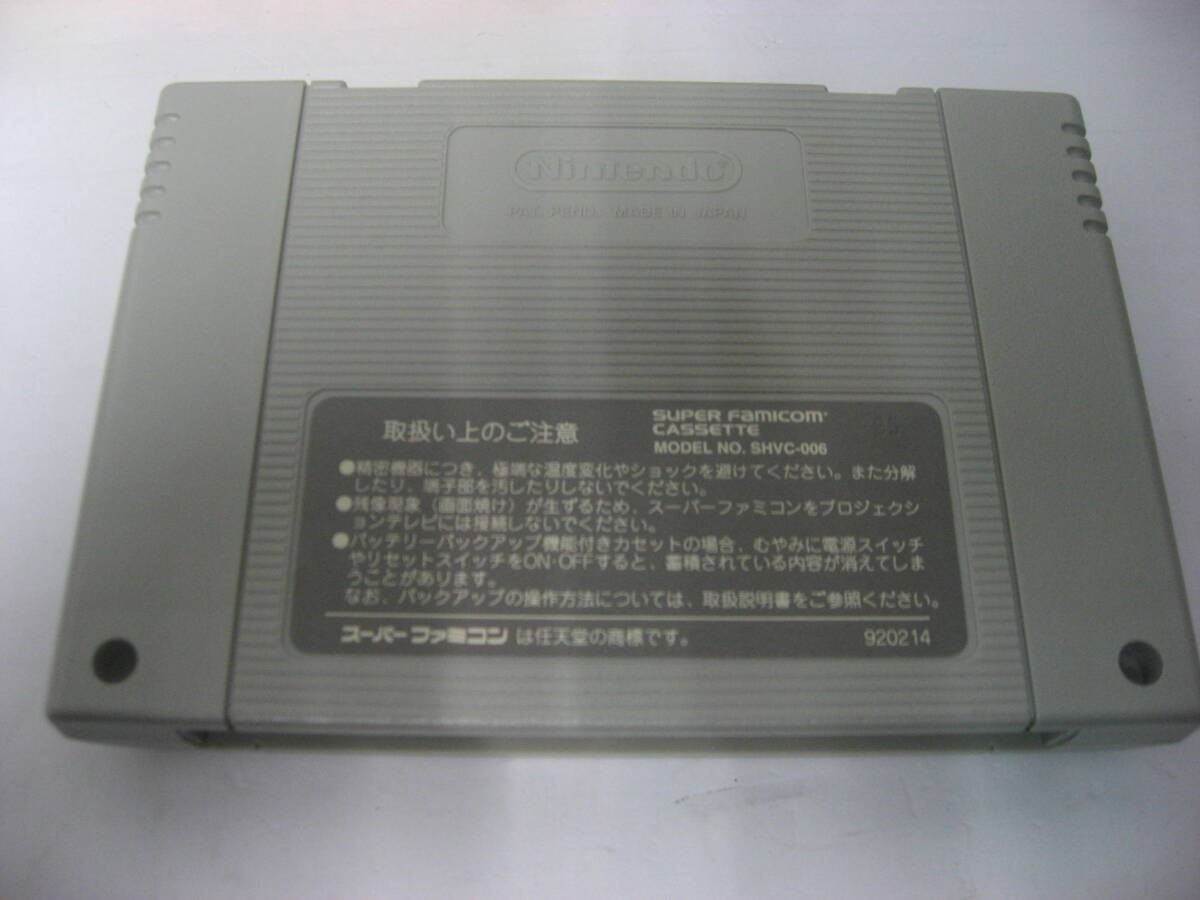 Nintendo®
PAT. PEND. MADE IN JAPAN
取扱い上のご注意
SUPER FAMICOM
CASSETTE
MODEL NO. SHVC-006
●精密機器につき、極端な温度変化やショックを避けてください。また分解
したり、端子部を汚したりしないでください。
●残像現象（画面焼け）が生ずるため、スーパーファミコンをプロジェクシ
ョンテレビには接続しないでください。
●バッテリーバックアップ機能付きカセットの場合、むやみに電源スイッチ
やリセットスイッチをON・OFFすると、蓄積されている内容が消えてしま
うことがあります。
なお、バックアップの操作方法については、取扱説明書をご参照ください。
スーパーファミコンは任天堂の商標です。
920214